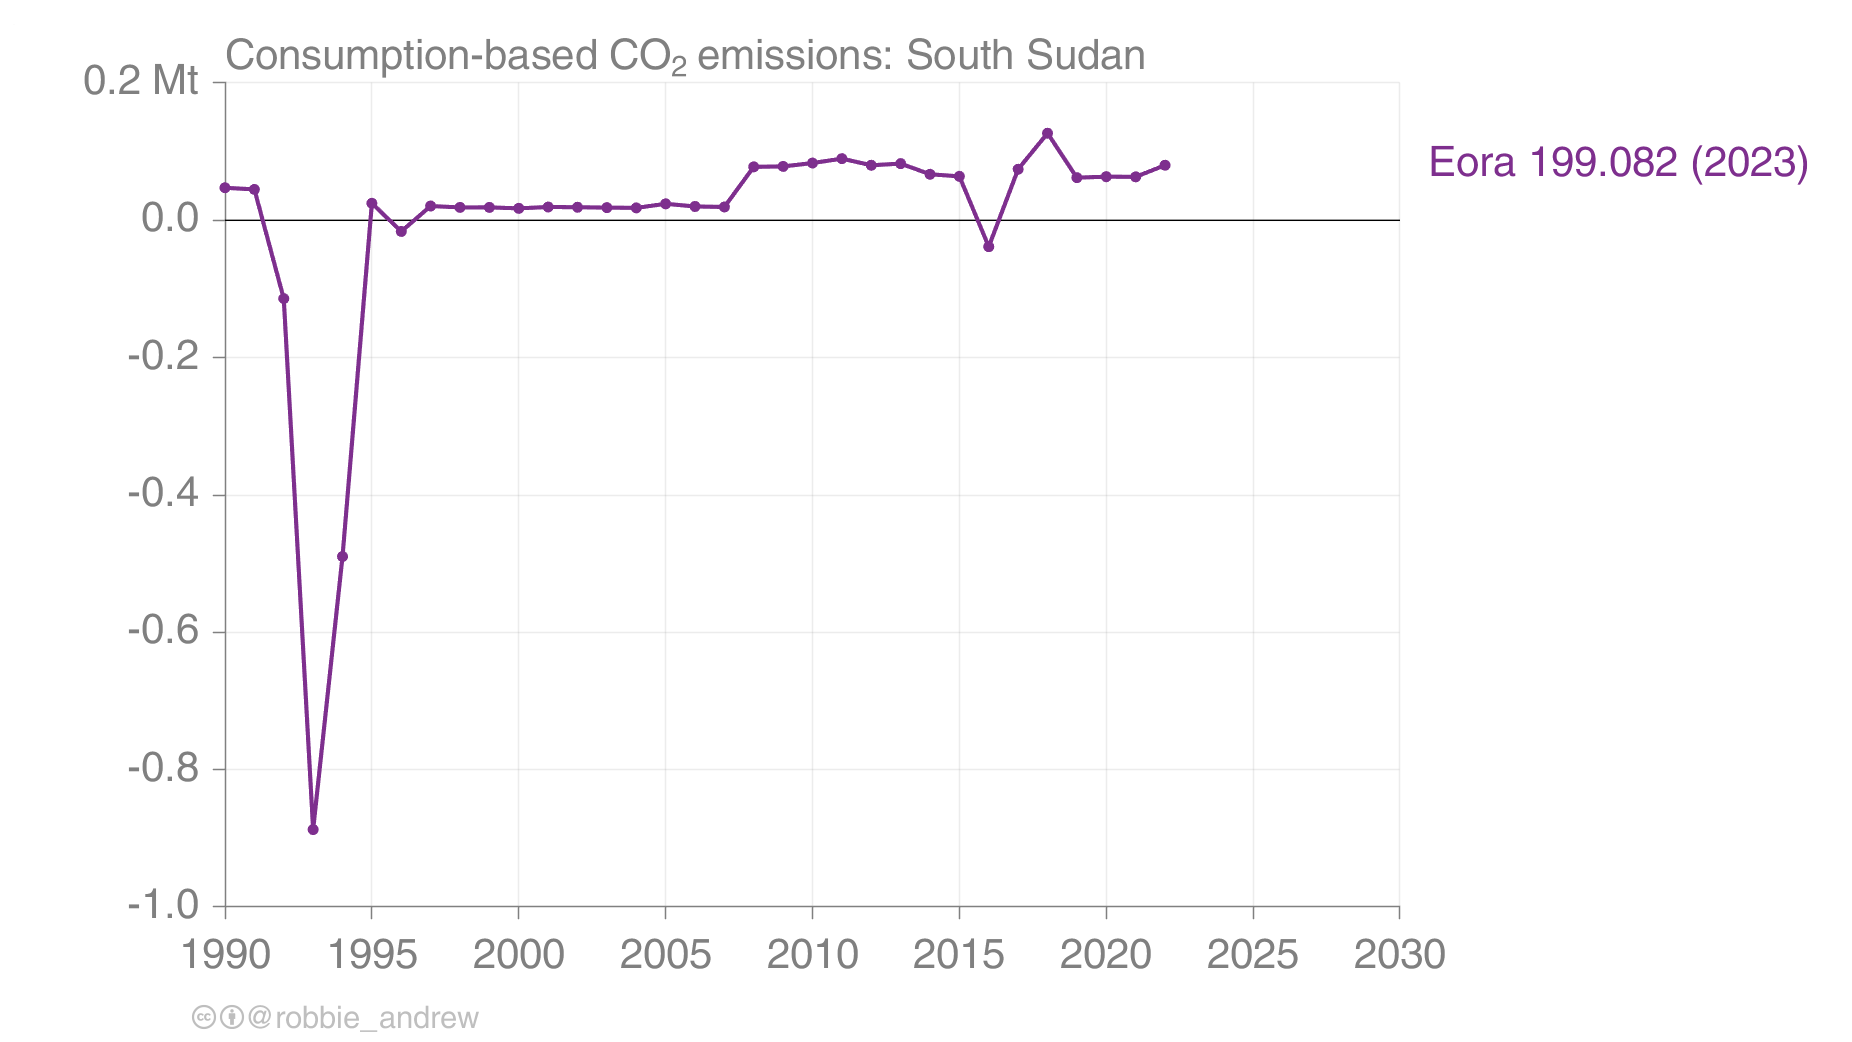 Consumption-based CO₂ emissions: South Sudan
0.2 Mt
0.0
-0.2
-0.4
-0.6
-0.8
-1.0
1990 1995 2000 2005 2010 2015 2020 2025 2030
Eora 199.082 (2023)
cc @robbie_andrew